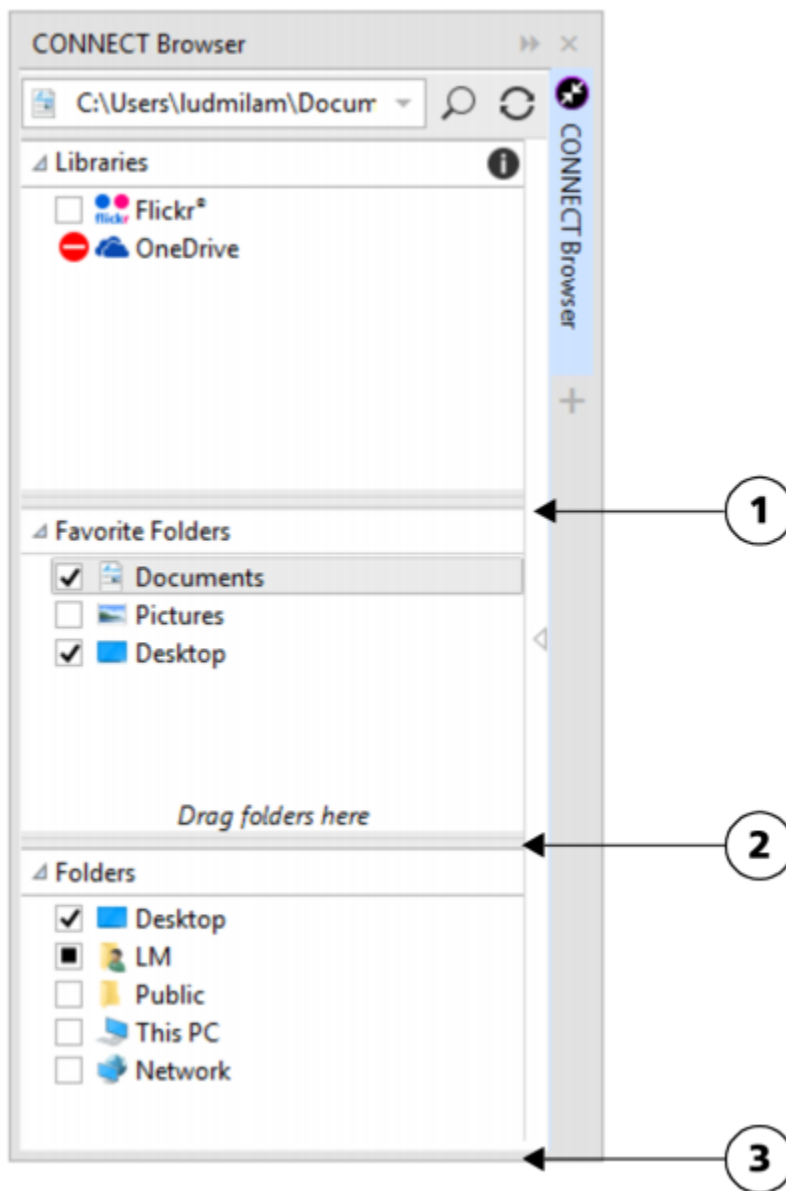 CONNECT Browser
C:\Users\ludmilam\Docum
Libraries
flickr Flickr®
OneDrive
CONNECT Browser
1
Favorite Folders
Documents
Pictures
Desktop
Drag folders here
2
Folders
Desktop
LM
Public
This PC
Network
3